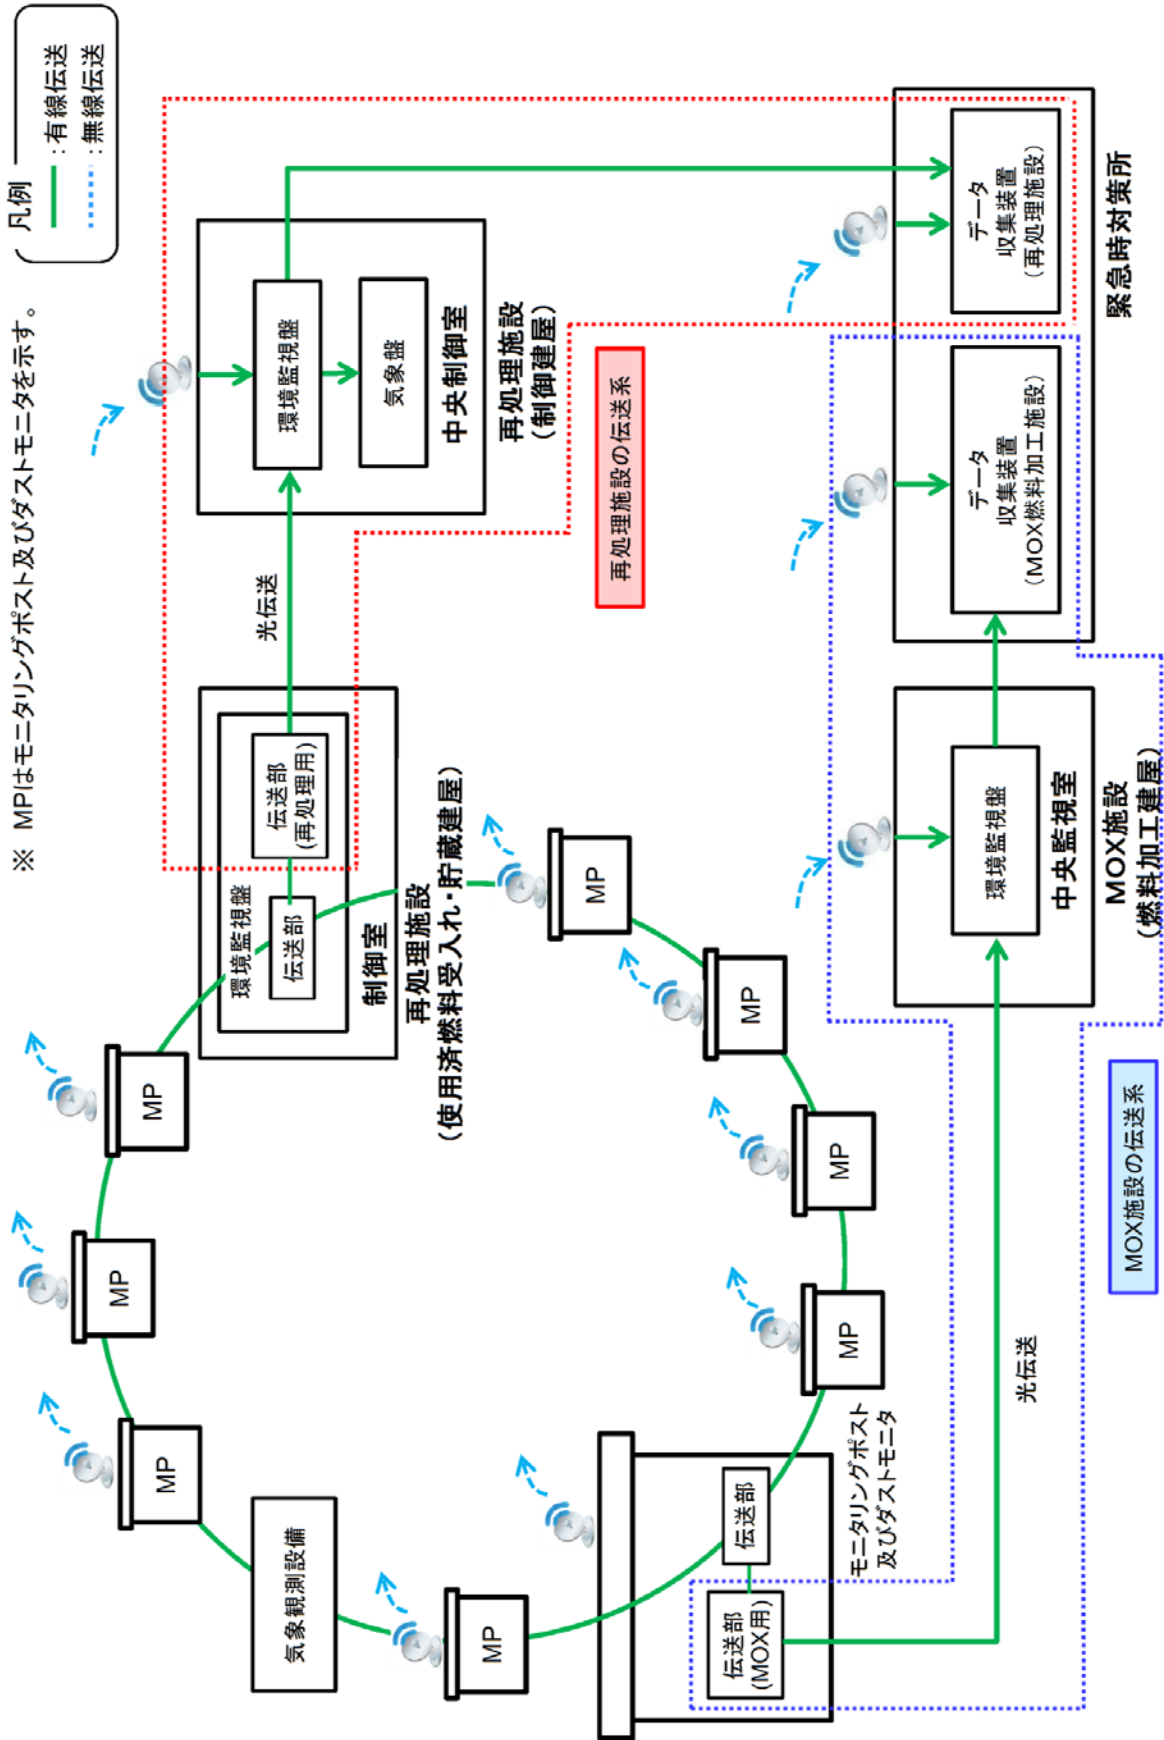 ※ MPはモニタリングポスト及びダストモニタを示す。
凡例
：有線伝送
：無線伝送
MP
MP
MP
気象観測設備
MP
環境監視盤
伝送部
伝送部
(再処理用)
制御室
再処理施設
(使用済燃料受入れ・貯蔵建屋)
光伝送
環境監視盤
気象盤
中央制御室
再処理施設
(制御建屋)
再処理施設の伝送系
MP
MP
MP
MP
伝送部
伝送部
(MOX用)
モニタリングポスト
及びダストモニタ
光伝送
環境監視盤
中央監視室
MOX施設
(燃料加工建屋)
MOX施設の伝送系
データ
収集装置
(MOX燃料加工施設)
データ
収集装置
(再処理施設)
緊急時対策所